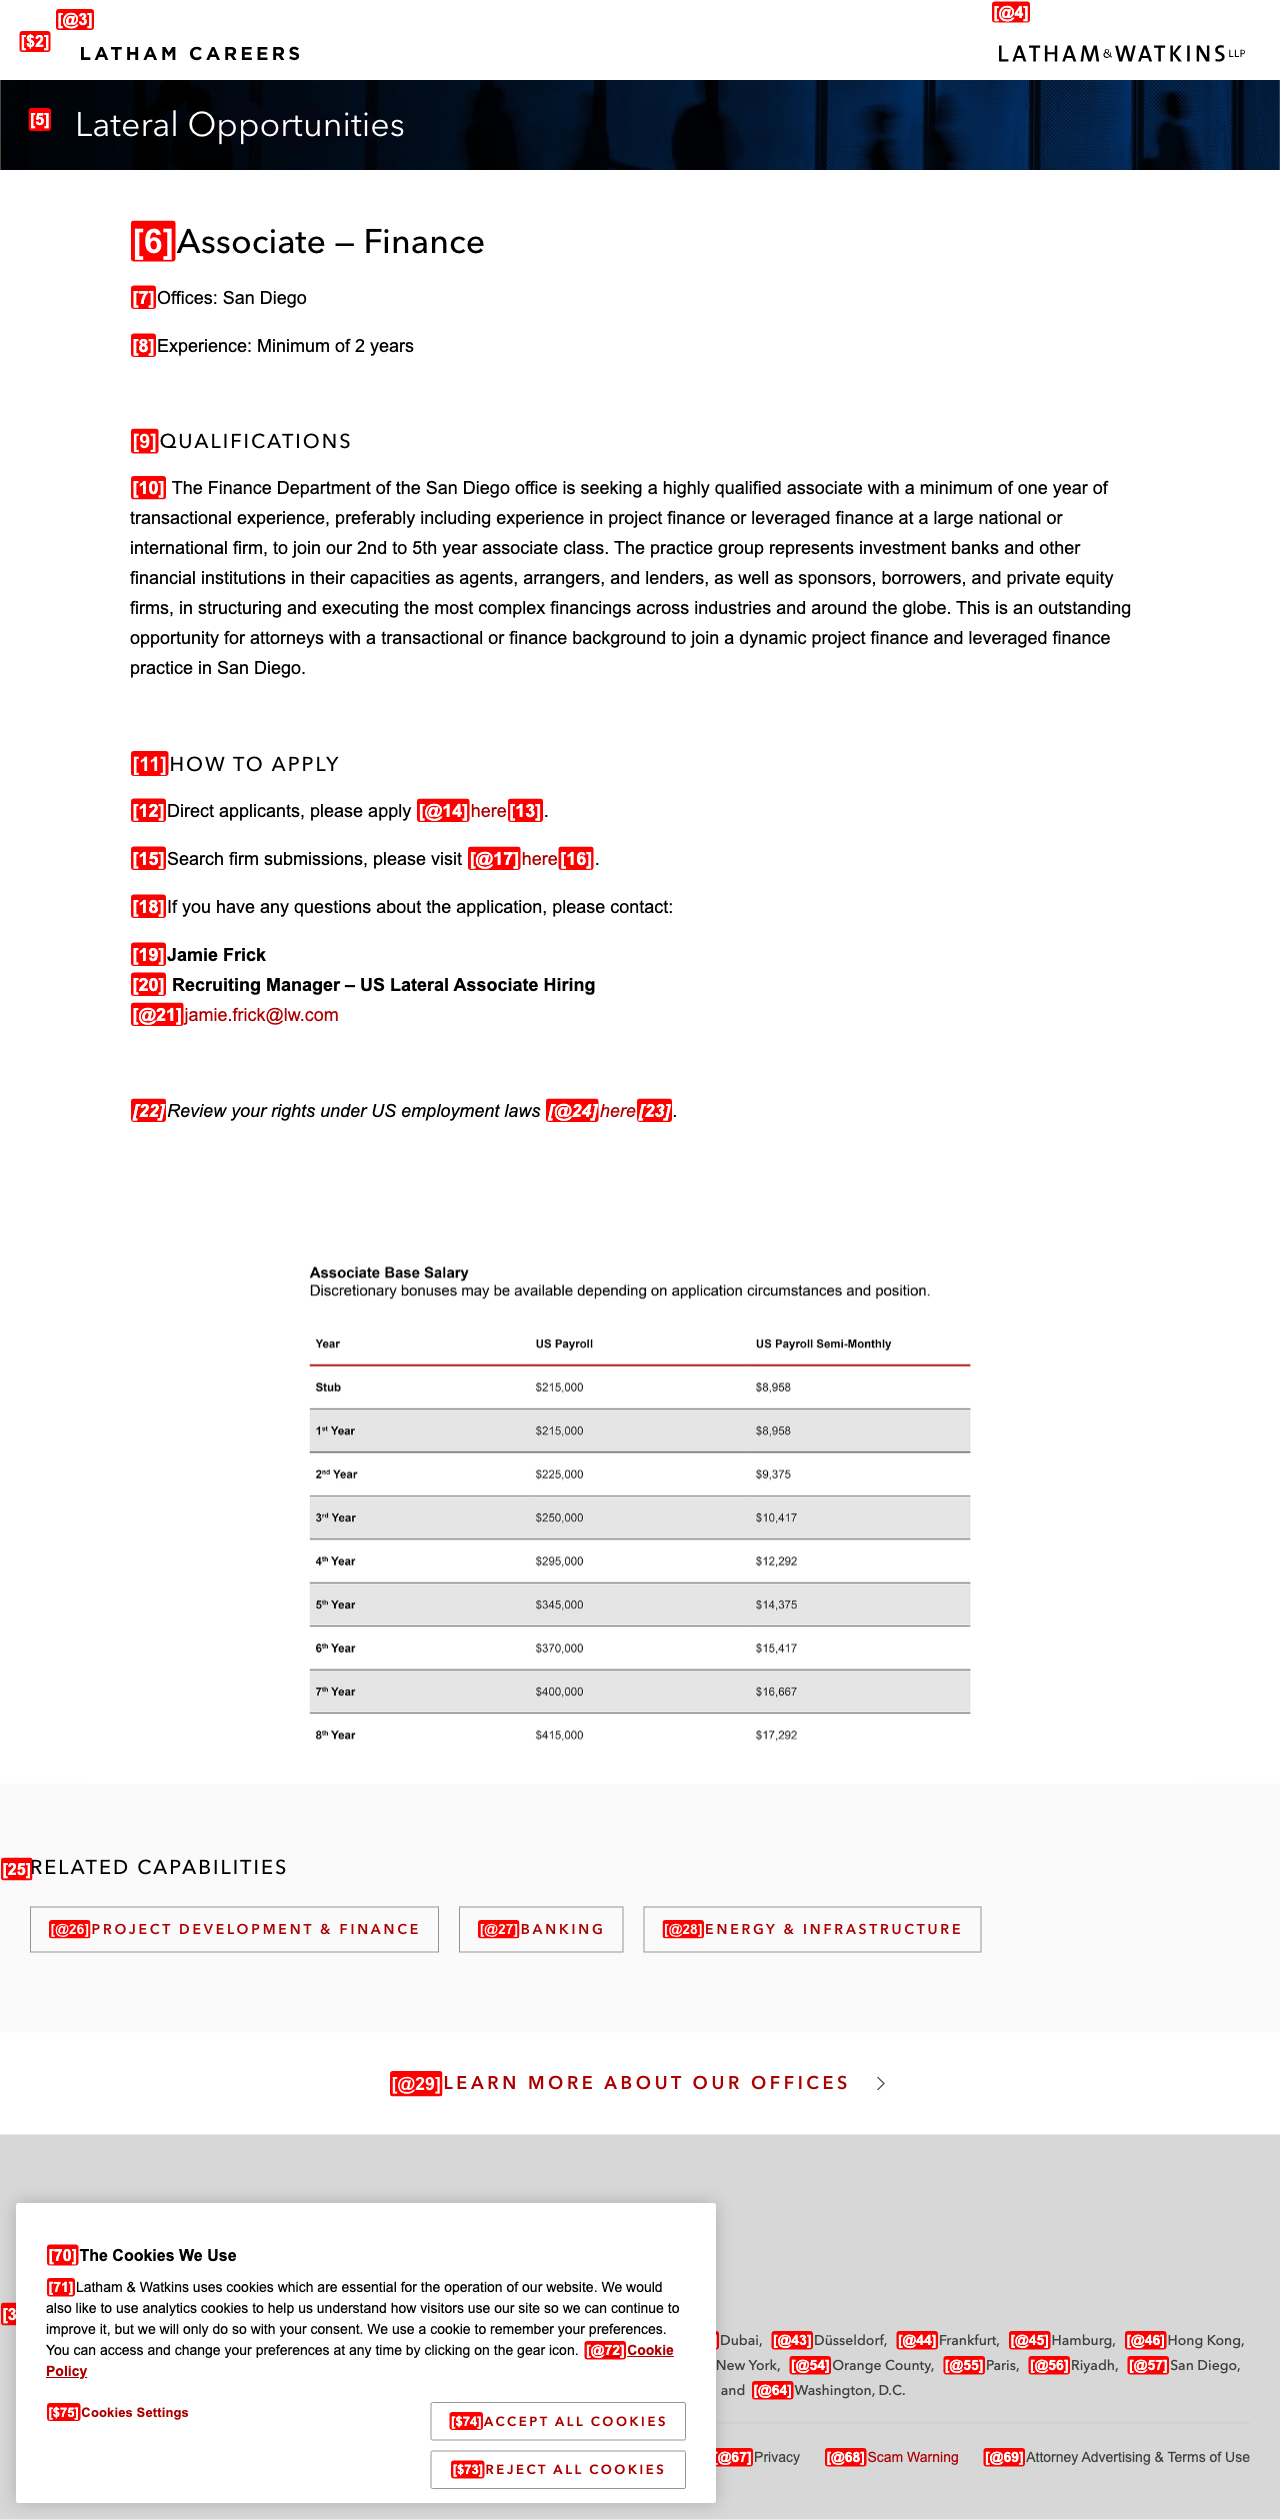 [@3]
[@4]
[$2]
LATHAM CAREERS
LATHAM&WATKINS LLP
[5] Lateral Opportunities
[6]Associate – Finance
[7]Offices: San Diego
[8]Experience: Minimum of 2 years
[9]QUALIFICATIONS
[10] The Finance Department of the San Diego office is seeking a highly qualified associate with a minimum of one year of
transactional experience, preferably including experience in project finance or leveraged finance at a large national or
international firm, to join our 2nd to 5th year associate class. The practice group represents investment banks and other
financial institutions in their capacities as agents, arrangers, and lenders, as well as sponsors, borrowers, and private equity
firms, in structuring and executing the most complex financings across industries and around the globe. This is an outstanding
opportunity for attorneys with a transactional or finance background to join a dynamic project finance and leveraged finance
practice in San Diego.
[11]HOW TO APPLY
[12]Direct applicants, please apply [@14]here[13].
[15]Search firm submissions, please visit [@17]here[16].
[18]If you have any questions about the application, please contact:
[19]Jamie Frick
[20] Recruiting Manager – US Lateral Associate Hiring
[@21]jamie.frick@lw.com
[22]Review your rights under US employment laws [@24]here[23].
Associate Base Salary
Discretionary bonuses may be available depending on application circumstances and position.
Year US Payroll US Payroll Semi-Monthly
Stub $215,000 $8,958
1st Year $215,000 $8,958
2nd Year $225,000 $9,375
3rd Year $250,000 $10,417
4th Year $295,000 $12,292
5th Year $345,000 $14,375
6th Year $370,000 $15,417
7th Year $400,000 $16,667
8th Year $415,000 $17,292
[25]RELATED CAPABILITIES
[@26]PROJECT DEVELOPMENT & FINANCE [@27]BANKING [@28]ENERGY & INFRASTRUCTURE
[@29]LEARN MORE ABOUT OUR OFFICES
[70]The Cookies We Use
[71]Latham & Watkins uses cookies which are essential for the operation of our website. We would
also like to use analytics cookies to help us understand how visitors use our site so we can continue to
improve it, but we will only do so with your consent. We use a cookie to remember your preferences.
You can access and change your preferences at any time by clicking on the gear icon. [@72]Cookie
Policy
[$75]Cookies Settings
[$74]ACCEPT ALL COOKIES
[$73]REJECT ALL COOKIES
]Dubai, [@43]Düsseldorf, [@44]Frankfurt, [@45]Hamburg, [@46]Hong Kong,
New York, [@54]Orange County, [@55]Paris, [@56]Riyadh, [@57]San Diego,
and [@64]Washington, D.C.
[@67]Privacy [@68]Scam Warning [@69]Attorney Advertising & Terms of Use